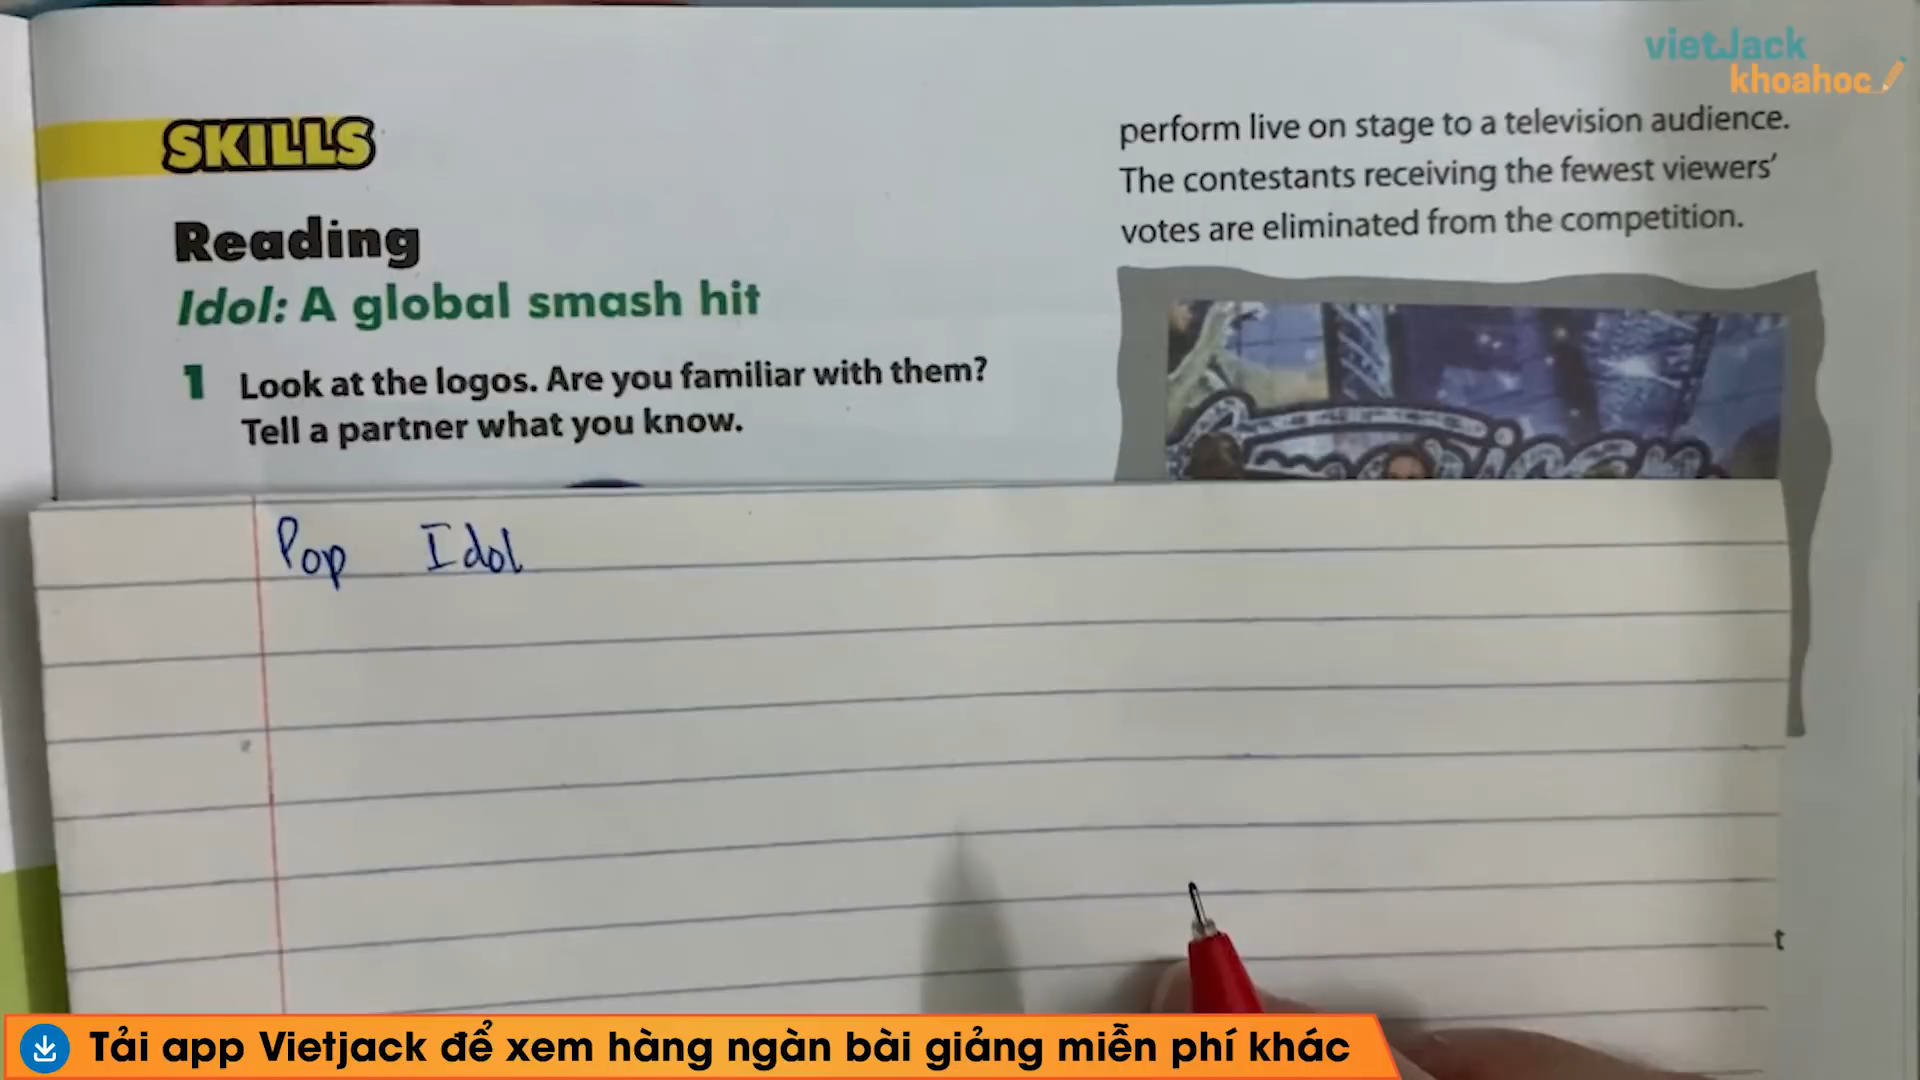 vietJack
khoahoc
SKILLS
Reading
Idol: A global smash hit
1 Look at the logos. Are you familiar with them?
Tell a partner what you know.
perform live on stage to a television audience.
The contestants receiving the fewest viewers'
votes are eliminated from the competition.
American
Pop Idol
t
Tải app Vietjack để xem hàng ngàn bài giảng miễn phí khác